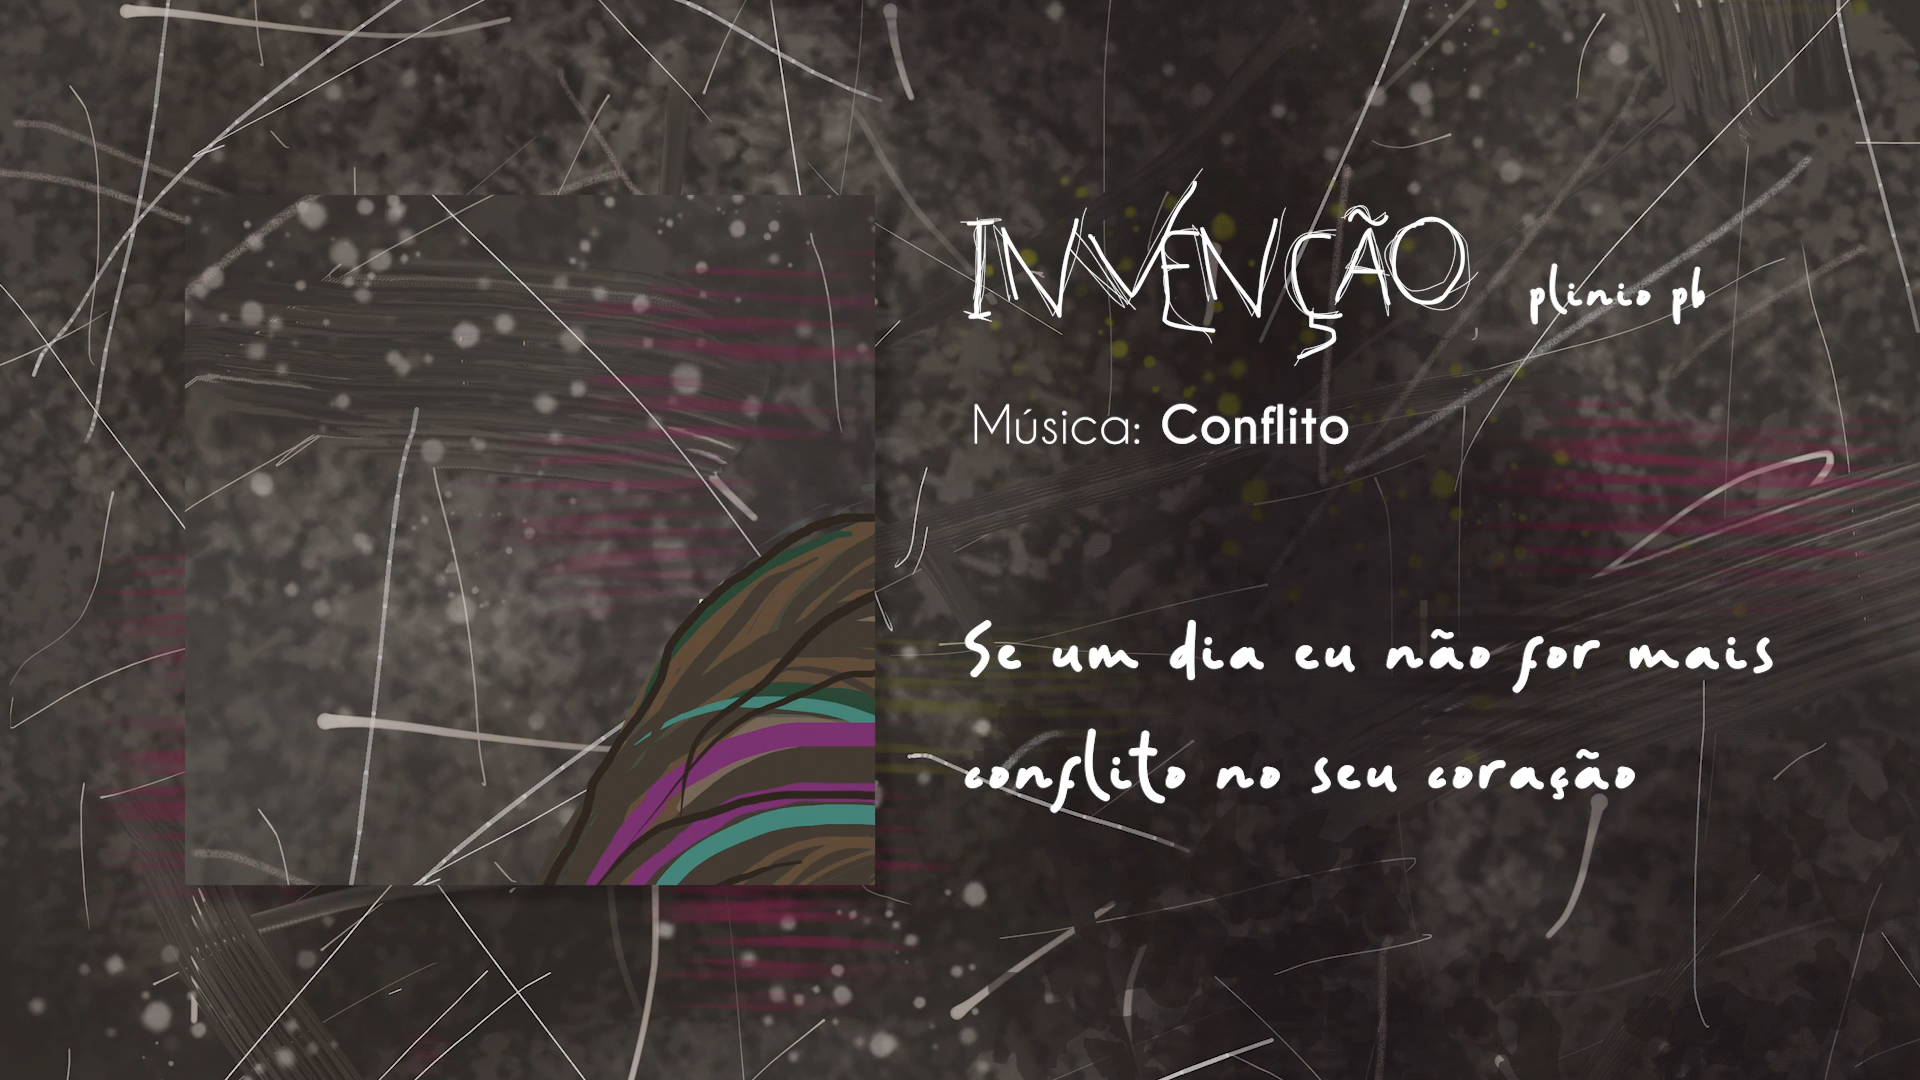 INVENÇÃO plinio pb
Música: Conflito
Se um dia eu não for mais
conflito no seu coração